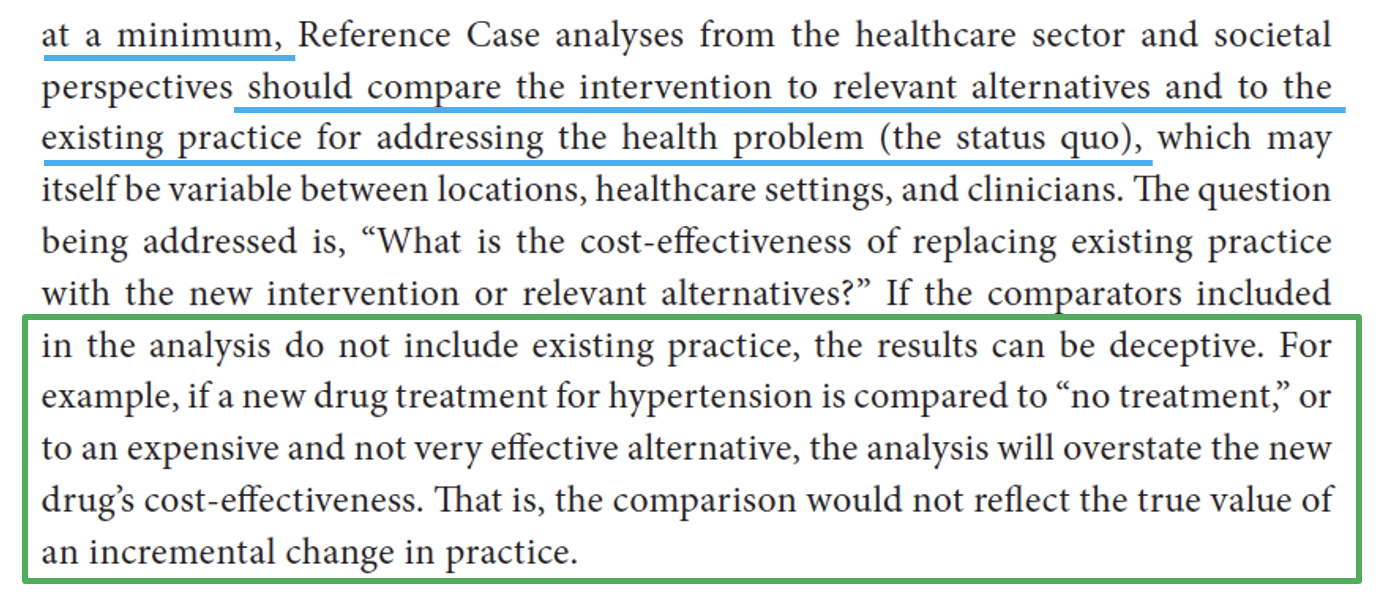 at a minimum, Reference Case analyses from the healthcare sector and societal
perspectives should compare the intervention to relevant alternatives and to the
existing practice for addressing the health problem (the status quo), which may
itself be variable between locations, healthcare settings, and clinicians. The question
being addressed is, “What is the cost-effectiveness of replacing existing practice
with the new intervention or relevant alternatives?” If the comparators included
in the analysis do not include existing practice, the results can be deceptive. For
example, if a new drug treatment for hypertension is compared to “no treatment,” or
to an expensive and not very effective alternative, the analysis will overstate the new
drug’s cost-effectiveness. That is, the comparison would not reflect the true value of
an incremental change in practice.